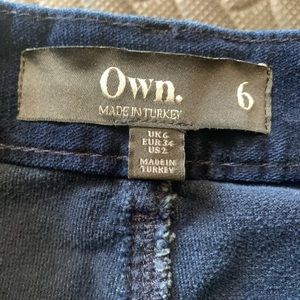 Own.
MADE IN TURKEY
6
UK 6
EUR 34
US 2
MADE IN
TURKEY